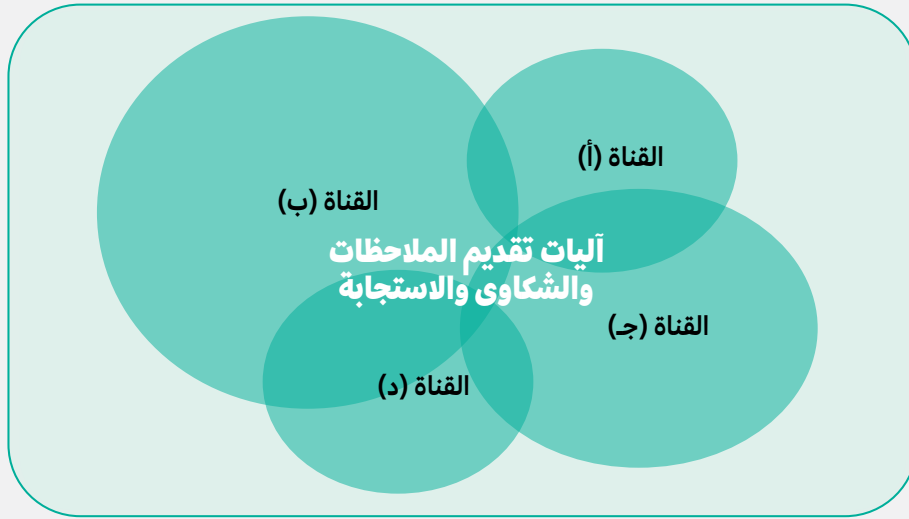 القناة (أ)
القناة (ب)
آليات تقديم الملاحظات
والشكاوى والاستجابة
القناة (جـ)
القناة (د)